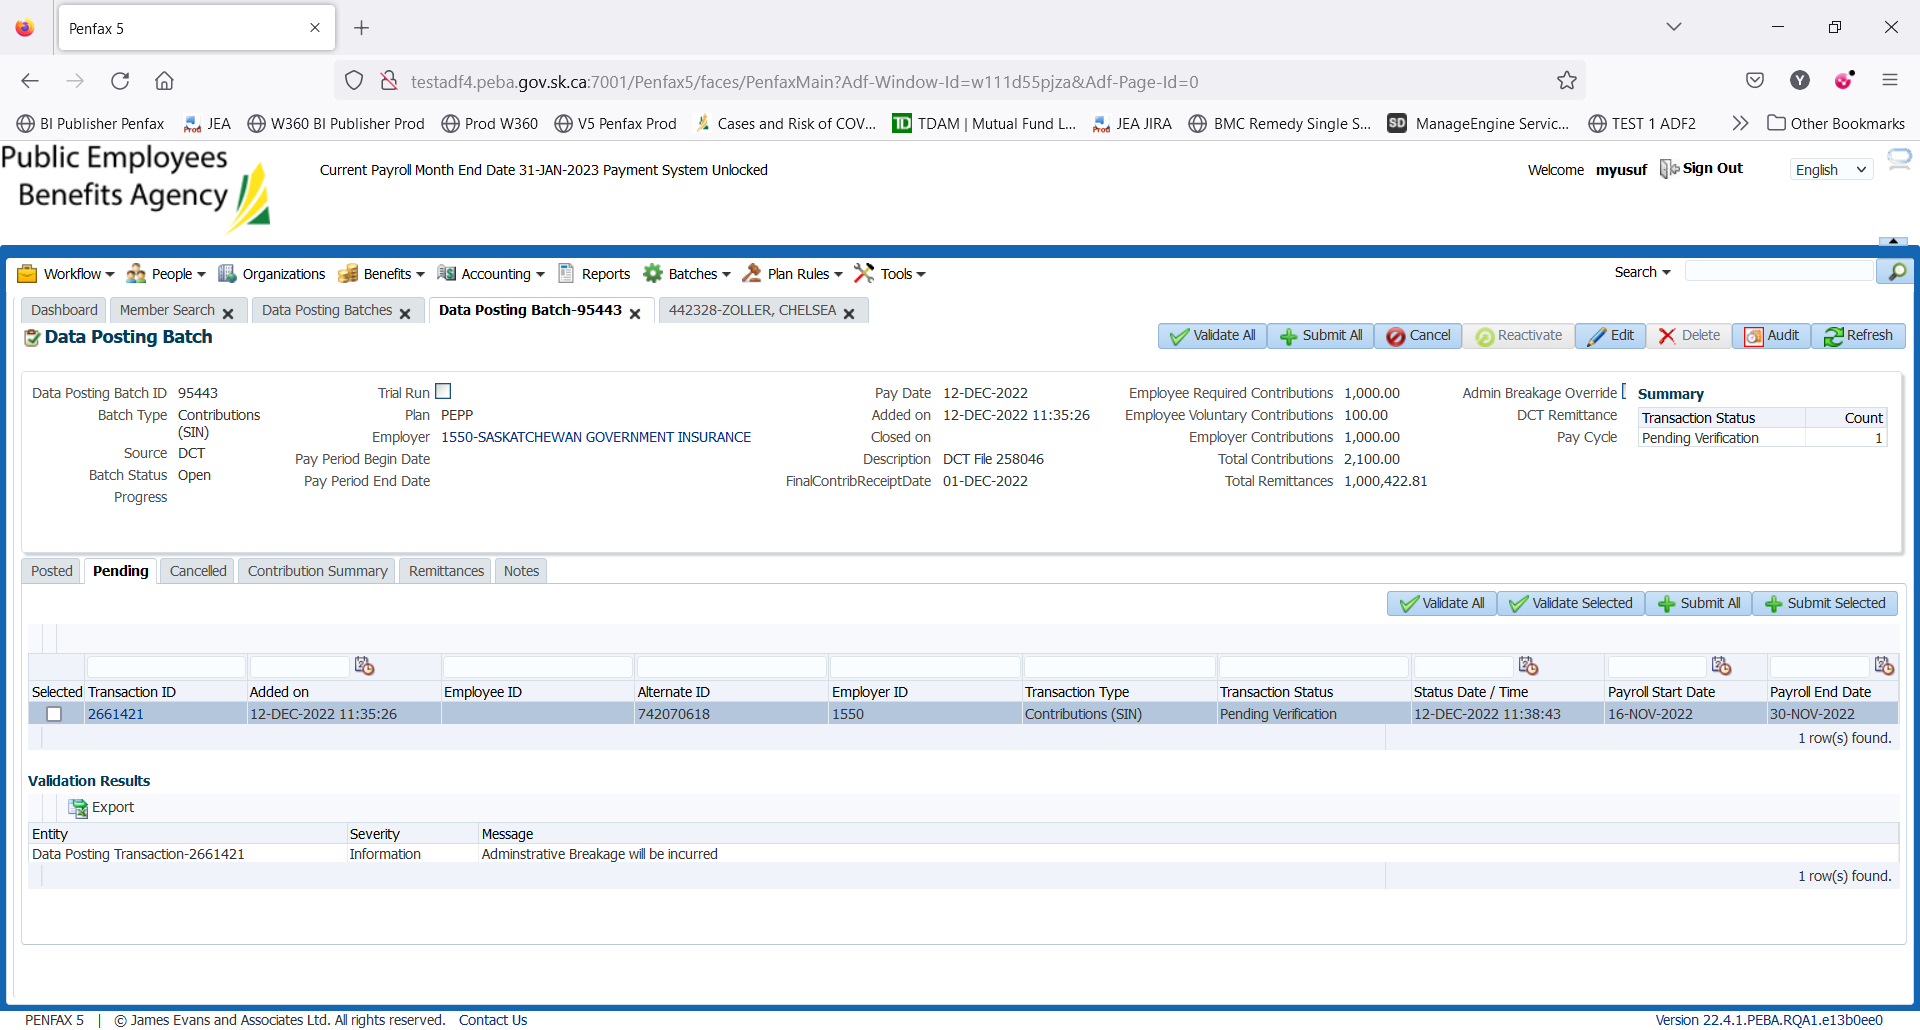 Penfax 5
testadf4.peba.gov.sk.ca:7001/Penfax5/faces/PenfaxMain?Adf-Window-Id=w111d55pjza&Adf-Page-Id=0
Y
BI Publisher Penfax JEA W360 BI Publisher Prod Prod W360 V5 Penfax Prod Cases and Risk of COV... TDAM | Mutual Fund L... JEA JIRA BMC Remedy Single S... SD ManageEngine Servic... TEST 1 ADF2 Other Bookmarks
Public Employees
Benefits Agency
Current Payroll Month End Date 31-JAN-2023 Payment System Unlocked
Welcome myusuf Sign Out English
Workflow People Organizations Benefits Accounting Reports Batches Plan Rules Tools Search
Dashboard Member Search Data Posting Batches Data Posting Batch-95443 442328-ZOLLER, CHELSEA
Data Posting Batch
Validate All Submit All Cancel Reactivate Edit Delete Audit Refresh
Data Posting Batch ID 95443 Trial Run Pay Date 12-DEC-2022 Employee Required Contributions 1,000.00 Admin Breakage Override Summary
Batch Type Contributions (SIN) Plan PEPP Added on 12-DEC-2022 11:35:26 Employee Voluntary Contributions 100.00 DCT Remittance Transaction Status Count
Employer 1550-SASKATCHEWAN GOVERNMENT INSURANCE Closed on Employer Contributions 1,000.00 Pay Cycle Pending Verification 1
Source DCT Pay Period Begin Date Description DCT File 258046 Total Contributions 2,100.00
Batch Status Open Pay Period End Date FinalContribReceiptDate 01-DEC-2022 Total Remittances 1,000,422.81
Progress
Posted Pending Cancelled Contribution Summary Remittances Notes
Validate All Validate Selected Submit All Submit Selected
Selected Transaction ID Added on Employee ID Alternate ID Employer ID Transaction Type Transaction Status Status Date / Time Payroll Start Date Payroll End Date
2661421 12-DEC-2022 11:35:26 742070618 1550 Contributions (SIN) Pending Verification 12-DEC-2022 11:38:43 16-NOV-2022 30-NOV-2022
1 row(s) found.
Validation Results
Export
Entity Severity Message
Data Posting Transaction-2661421 Information Adminstrative Breakage will be incurred
1 row(s) found.
PENFAX 5 | © James Evans and Associates Ltd. All rights reserved. Contact Us Version 22.4.1.PEBA.RQA1.e13b0ee0